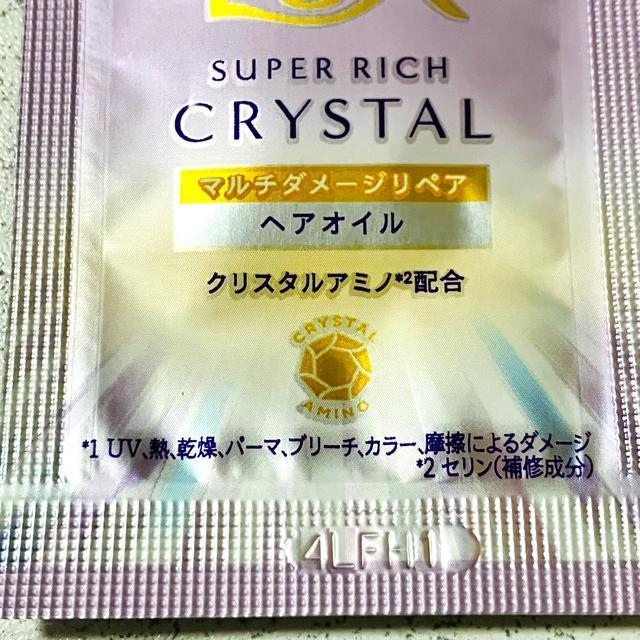 SUPER RICH
CRYSTAL
マルチダメージリペア
ヘアオイル
クリスタルアミノ*2配合
CRYSTAL
AMINO
*1 UV、熱、乾燥、パーマ、ブリーチ、カラー、摩擦によるダメージ
*2 セリン(補修成分)